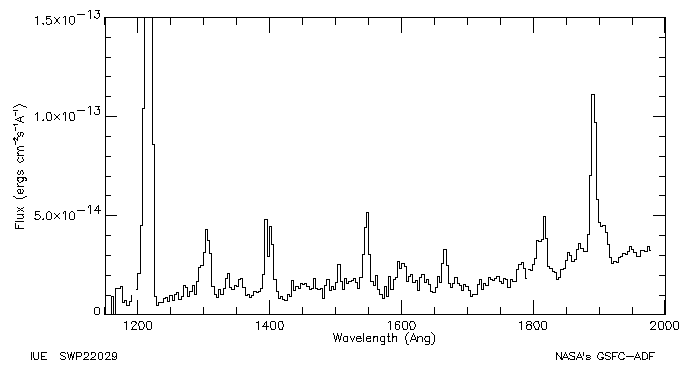 1.5×10⁻¹³
1.0×10⁻¹³
5.0×10⁻¹⁴
0
Flux (ergs cm⁻²s⁻¹A⁻¹)
1200 1400 1600 1800 2000
Wavelength (Ang)
IUE SWP22029 NASA's GSFC-ADF